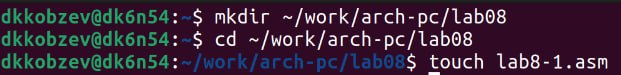 dkkobzev@dk6n54:~$ mkdir ~/work/arch-pc/lab08
dkkobzev@dk6n54:~$ cd ~/work/arch-pc/lab08
dkkobzev@dk6n54:~/work/arch-pc/lab08$ touch lab8-1.asm